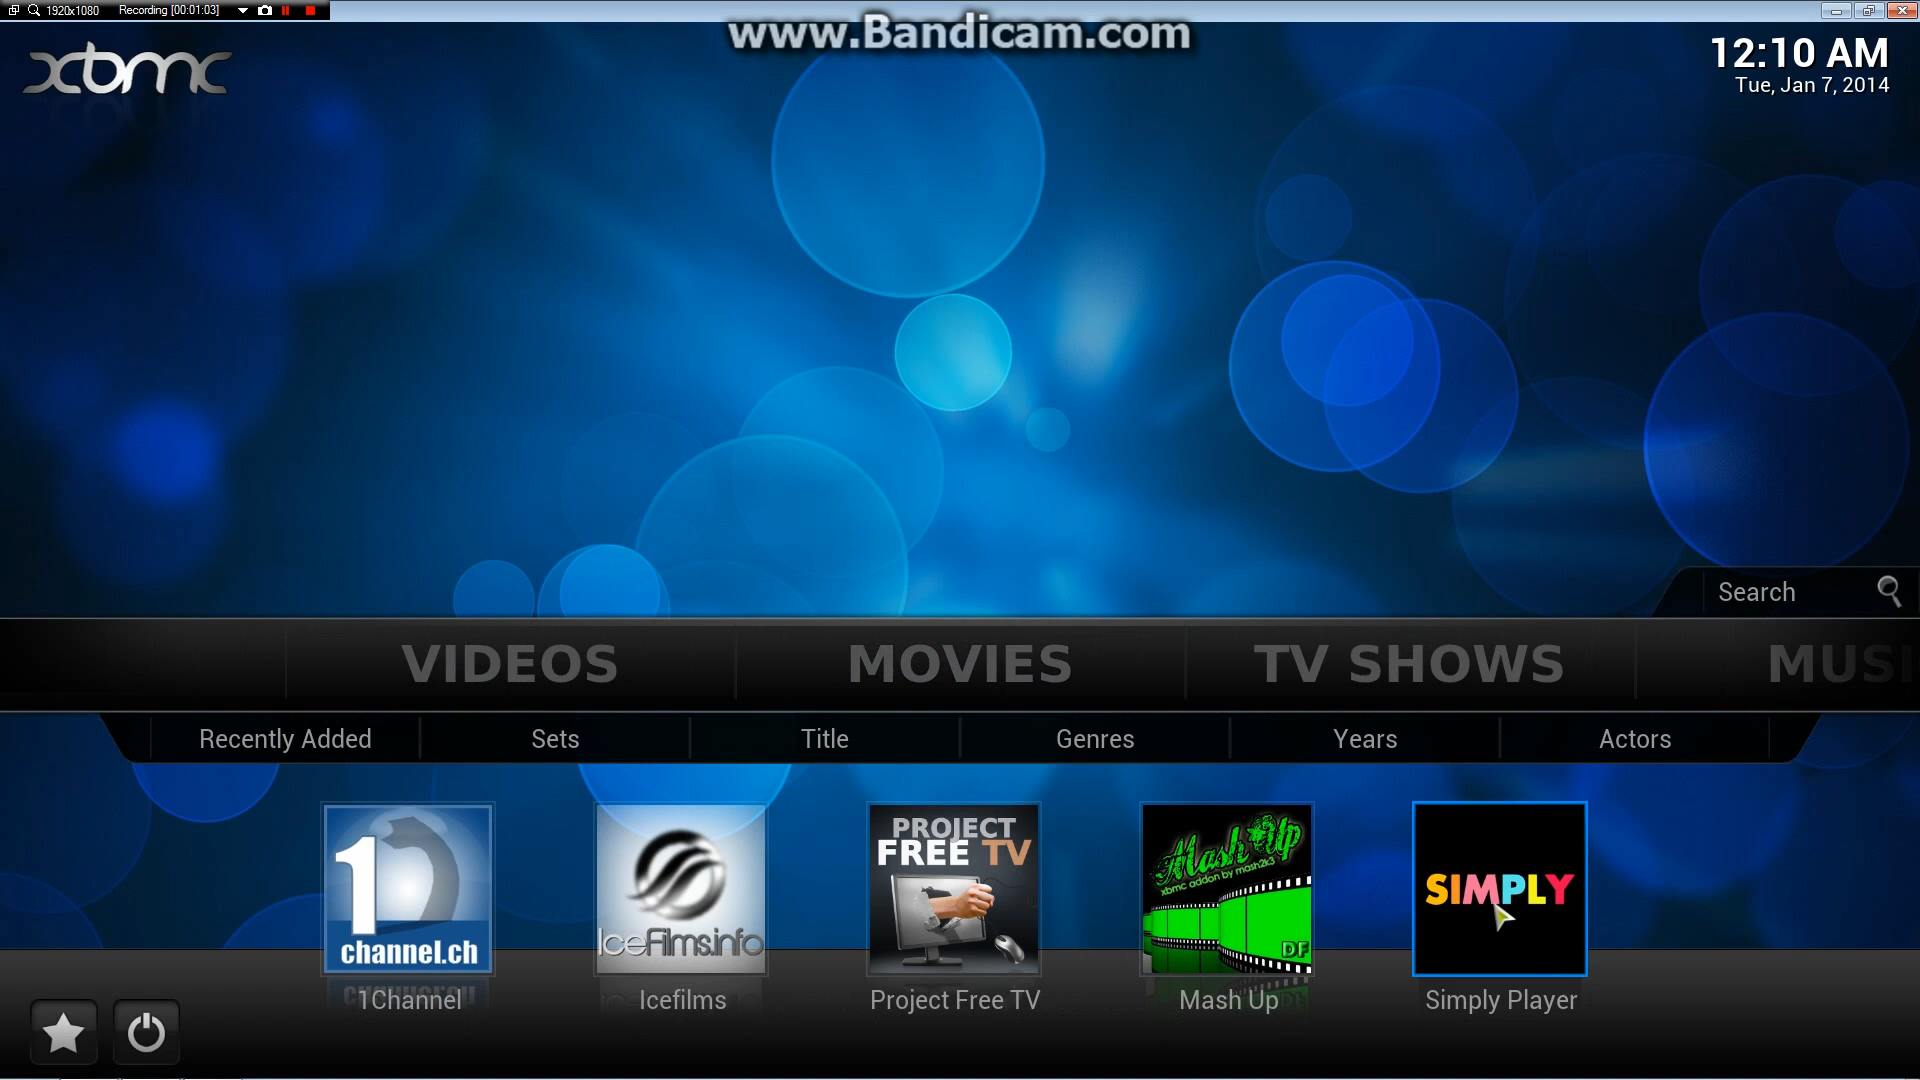 1920x1080 Recording [00:01:03]
www.Bandicam.com
xbmc
12:10 AM
Tue, Jan 7, 2014
Search
VIDEOS MOVIES TV SHOWS MUSI
Recently Added Sets Title Genres Years Actors
1
channel.ch
IceFilms.info
PROJECT
FREE TV
Mash Up
xbmc addon by mash2k3
DF
SIMPLY
1Channel Icefilms Project Free TV Mash Up Simply Player